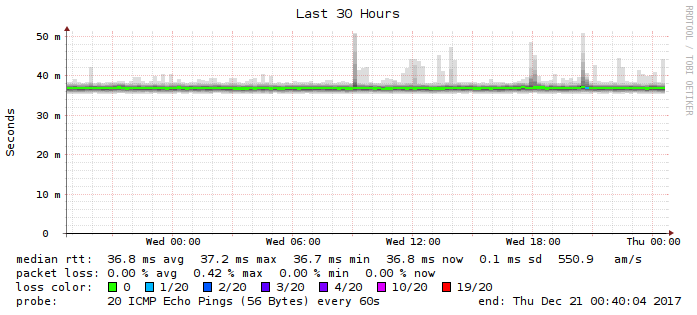 Last 30 Hours
RRDTOOL / TOBI OETIKER
Seconds
50 m
40 m
30 m
20 m
10 m
0
Wed 00:00 Wed 06:00 Wed 12:00 Wed 18:00 Thu 00:00
median rtt: 36.8 ms avg 37.2 ms max 36.7 ms min 36.8 ms now 0.1 ms sd 550.9 am/s
packet loss: 0.00 % avg 0.42 % max 0.00 % min 0.00 % now
loss color: 0 1/20 2/20 3/20 4/20 10/20 19/20
probe: 20 ICMP Echo Pings (56 Bytes) every 60s end: Thu Dec 21 00:40:04 2017